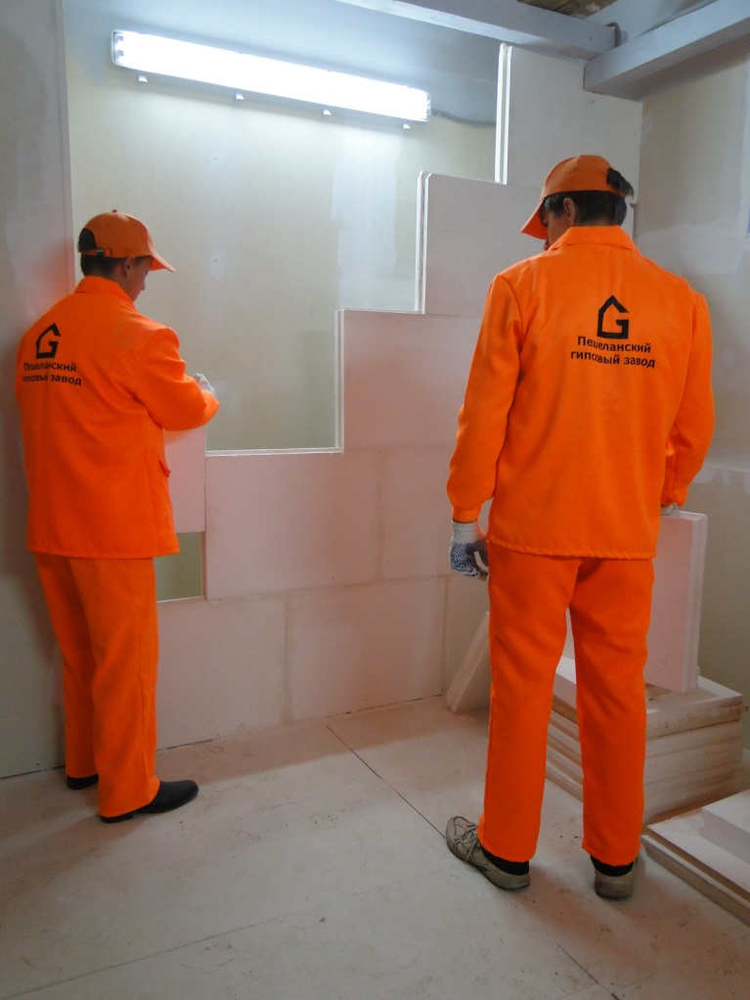 Пешеланский
гипсовый завод
Пешеланский
гипсовый завод